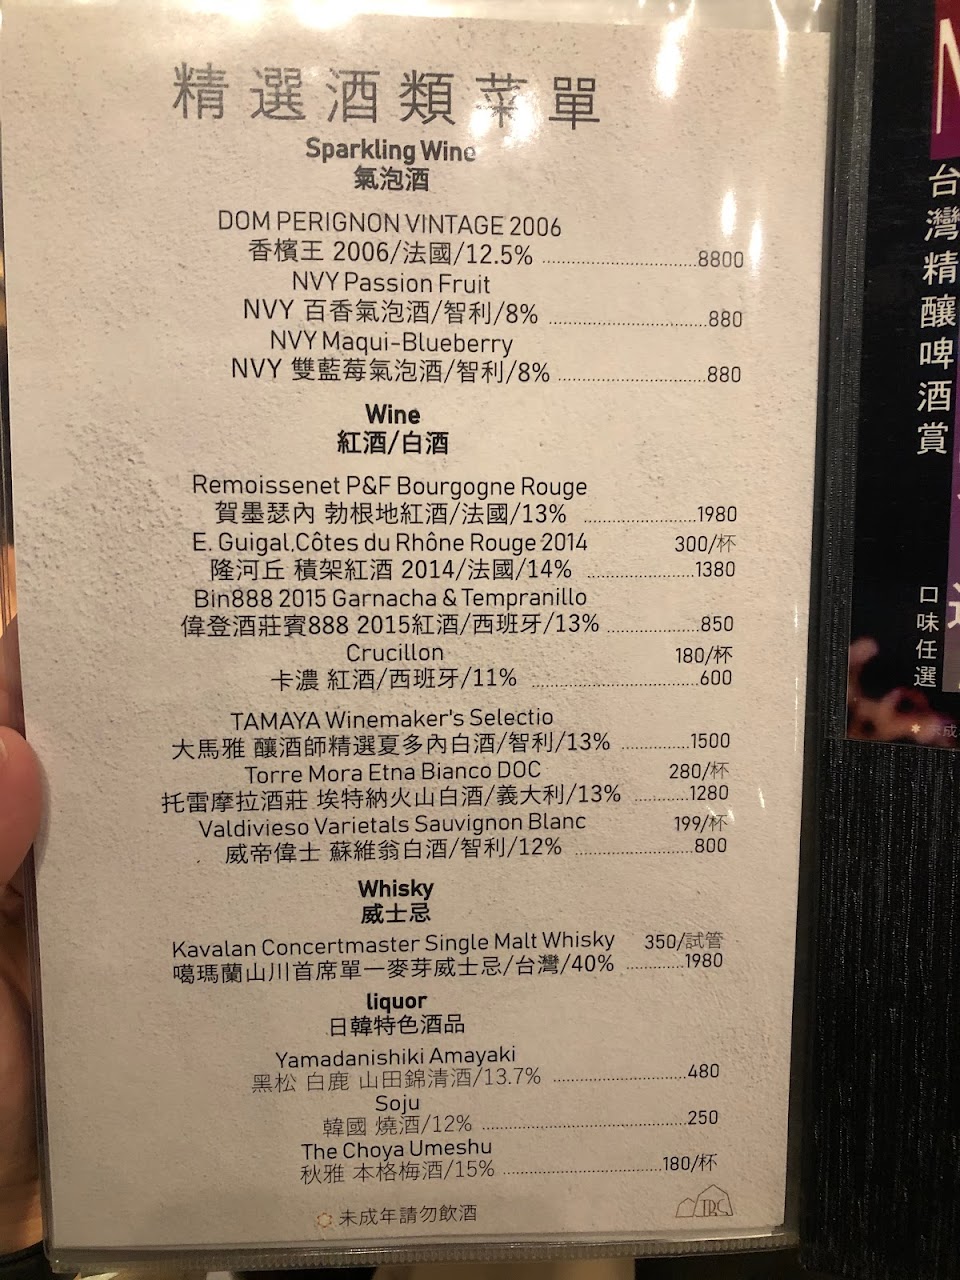 精選酒類菜單
Sparkling Wine
氣泡酒
DOM PERIGNON VINTAGE 2006
香檳王 2006/法國/12.5% ........................8800
NVY Passion Fruit
NVY 百香氣泡酒/智利/8% ........................880
NVY Maqui-Blueberry
NVY 雙藍莓氣泡酒/智利/8% ........................880
Wine
紅酒/白酒
Remoissenet P&F Bourgogne Rouge
賀墨瑟內 勃根地紅酒/法國/13% .................1980
E. Guigal.Côtes du Rhône Rouge 2014 300/杯
隆河丘 積架紅酒 2014/法國/14% .................1380
Bin888 2015 Garnacha & Tempranillo
偉登酒莊賓888 2015紅酒/西班牙/13% ..............850
Crucillon 180/杯
卡濃 紅酒/西班牙/11% .........................600
TAMAYA Winemaker's Selectio
大馬雅 釀酒師精選夏多內白酒/智利/13% ............1500
Torre Mora Etna Bianco DOC 280/杯
托雷摩拉酒莊 埃特納火山白酒/義大利/13% ..........1280
Valdivieso Varietals Sauvignon Blanc 199/杯
威帝偉士 蘇維翁白酒/智利/12% ....................800
Whisky
威士忌
Kavalan Concertmaster Single Malt Whisky 350/試管
噶瑪蘭山川首席單一麥芽威士忌/台灣/40% ..........1980
liquor
日韓特色酒品
Yamadanishiki Amayaki
黑松 白鹿 山田錦清酒/13.7% .......................480
Soju
韓國 燒酒/12% ...................................250
The Choya Umeshu
秋雅 本格梅酒/15% ..........................180/杯
未成年請勿飲酒
TRC
台灣精釀啤酒賞
口味任選
未成